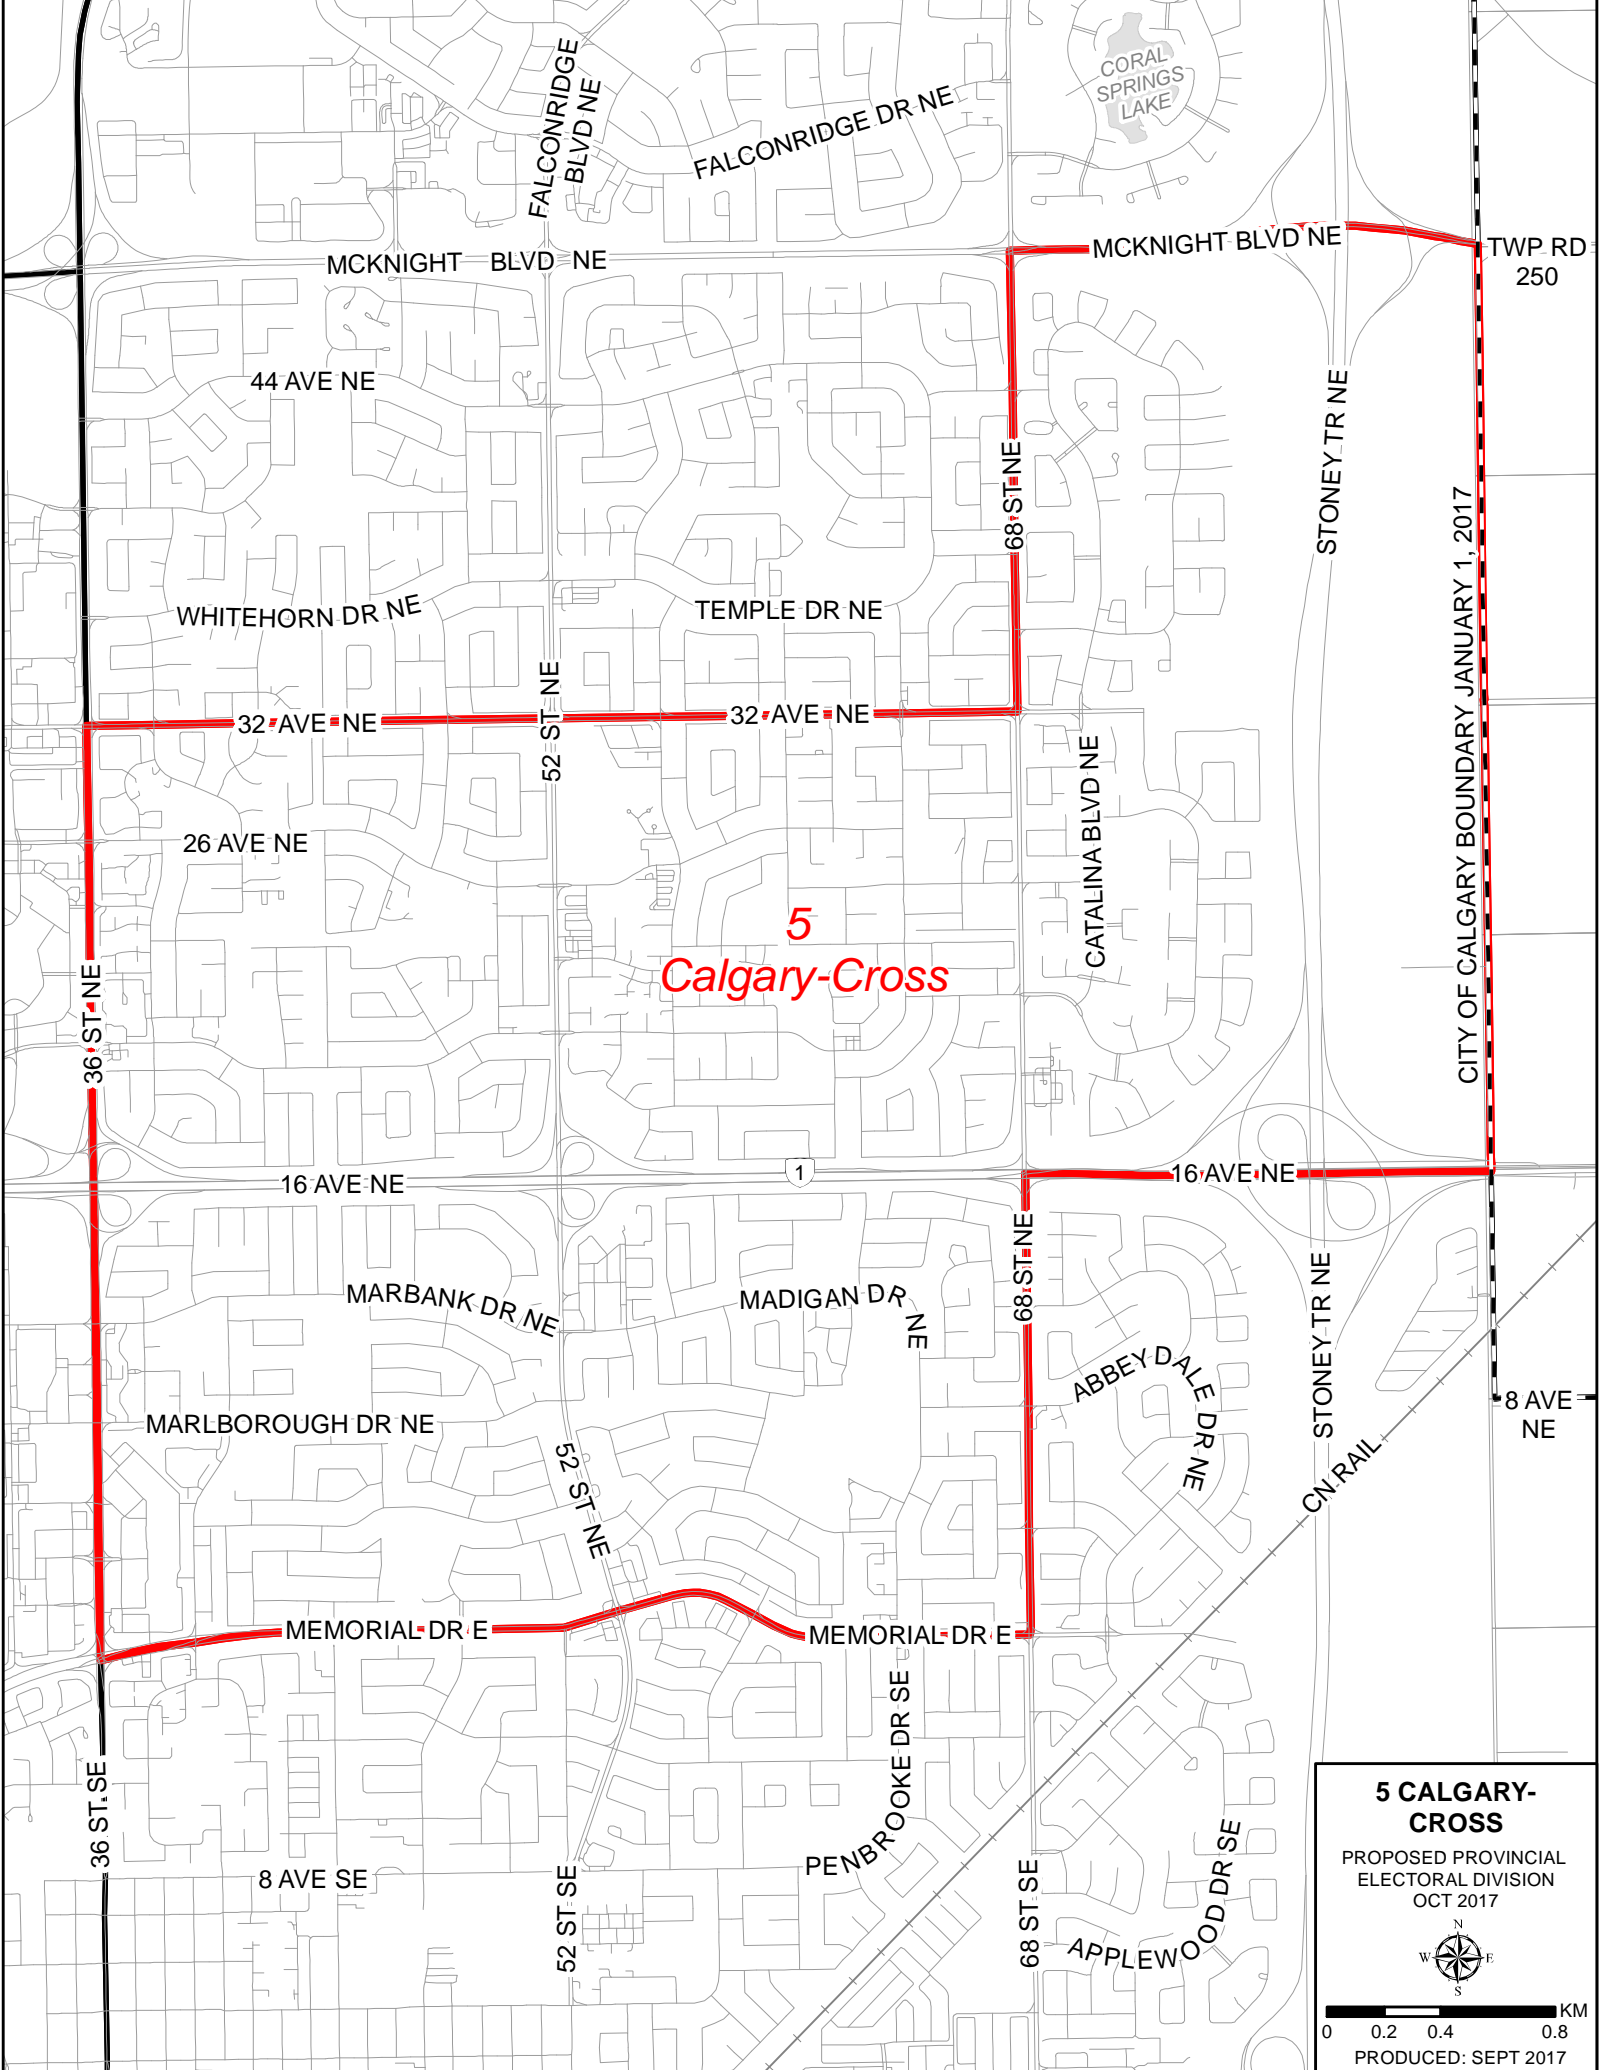 CORAL
SPRINGS
LAKE
FALCONRIDGE
BLVD NE
FALCONRIDGE DR NE
MCKNIGHT BLVD NE
MCKNIGHT BLVD NE
TWP RD
250
44 AVE NE
STONEY TR NE
68 ST NE
CITY OF CALGARY BOUNDARY JANUARY 1, 2017
WHITEHORN DR NE
TEMPLE DR NE
52 ST NE
32 AVE NE
32 AVE NE
CATALINA BLVD NE
26 AVE NE
5
Calgary-Cross
36 ST NE
16 AVE NE
1
16 AVE NE
68 ST NE
MARBANK DR NE
MADIGAN DR NE
STONEY TR NE
ABBEYDALE DR NE
8 AVE
NE
MARLBOROUGH DR NE
52 ST NE
CN RAIL
MEMORIAL DR E
MEMORIAL DR E
PENBROOKE DR SE
36 ST SE
8 AVE SE
52 ST SE
68 ST SE
APPLEWOOD DR SE
5 CALGARY-
CROSS
PROPOSED PROVINCIAL
ELECTORAL DIVISION
OCT 2017
N
W E
S
KM
0 0.2 0.4 0.8
PRODUCED: SEPT 2017